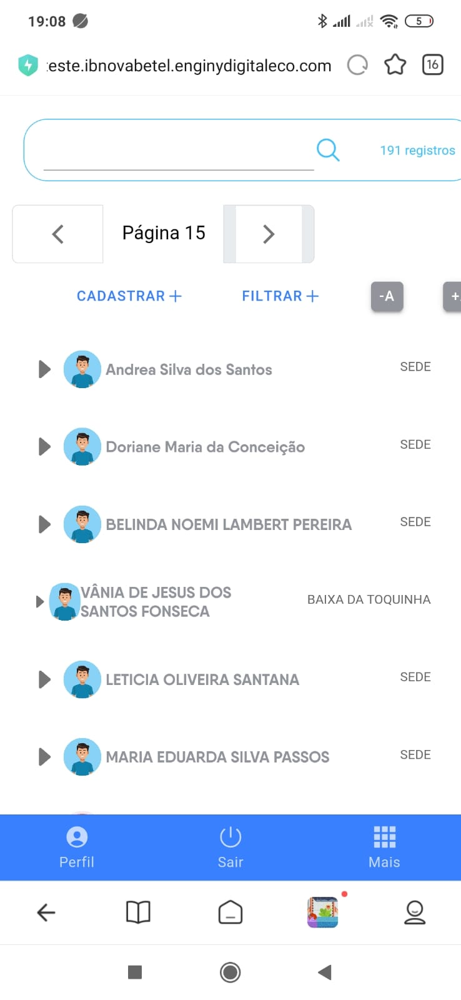 19:08
5
este.ibnovabetel.enginydigitaleco.com
16
191 registros
Página 15
CADASTRAR+
FILTRAR+
-A
+
Andrea Silva dos Santos
SEDE
Doriane Maria da Conceição
SEDE
BELINDA NOEMI LAMBERT PEREIRA
SEDE
VÂNIA DE JESUS DOS
SANTOS FONSECA
BAIXA DA TOQUINHA
LETICIA OLIVEIRA SANTANA
SEDE
MARIA EDUARDA SILVA PASSOS
SEDE
Perfil
Sair
Mais